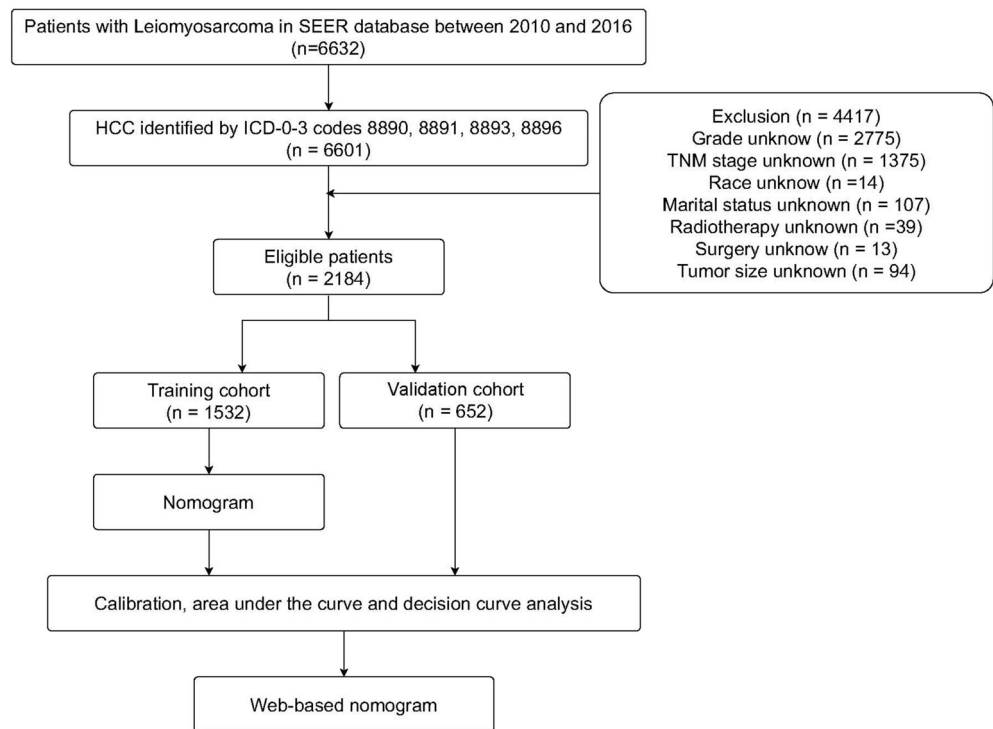 Patients with Leiomyosarcoma in SEER database between 2010 and 2016
(n=6632)
HCC identified by ICD-0-3 codes 8890, 8891, 8893, 8896
(n = 6601)
Exclusion (n = 4417)
Grade unknow (n = 2775)
TNM stage unknown (n = 1375)
Race unknow (n =14)
Marital status unknown (n = 107)
Radiotherapy unknown (n =39)
Surgery unknow (n = 13)
Tumor size unknown (n = 94)
Eligible patients
(n = 2184)
Training cohort
(n = 1532)
Validation cohort
(n = 652)
Nomogram
Calibration, area under the curve and decision curve analysis
Web-based nomogram